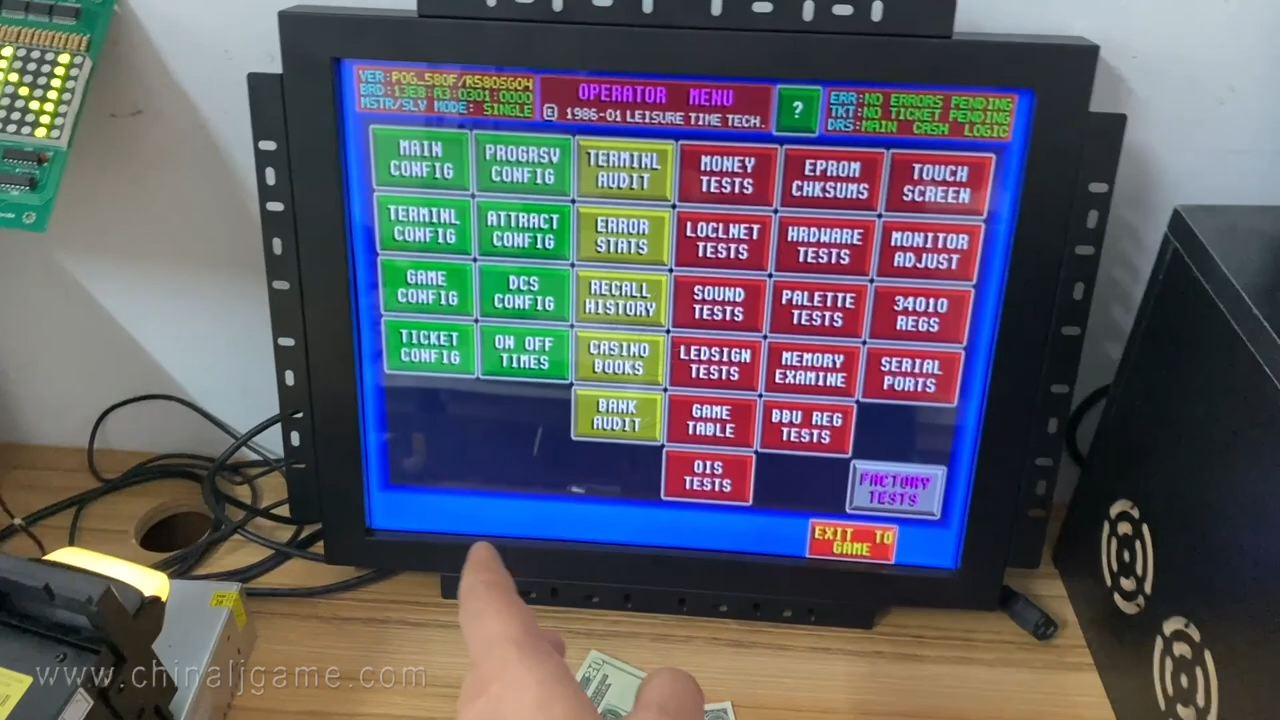 VER:POG_580F/R580SG04
BRD:13E8:A3:0301:0000
MSTR/SLV MODE: SINGLE
OPERATOR MENU
1986-01 LEISURE TIME TECH.
?
ERR:NO ERRORS PENDING
TKT:NO TICKET PENDING
DRS:MAIN CASH LOGIC
MAIN CONFIG
PROGRSV CONFIG
TERMINL AUDIT
MONEY TESTS
EPROM CHKSUMS
TOUCH SCREEN
TERMINL CONFIG
ATTRACT CONFIG
ERROR STATS
LOCLNET TESTS
HRDWARE TESTS
MONITOR ADJUST
GAME CONFIG
DCS CONFIG
RECALL HISTORY
SOUND TESTS
PALETTE TESTS
34010 REGS
TICKET CONFIG
ON OFF TIMES
CASINO BOOKS
LEDSIGN TESTS
MEMORY EXAMINE
SERIAL PORTS
BANK AUDIT
GAME TABLE
BBU REG TESTS
OIS TESTS
FACTORY TESTS
EXIT TO GAME
www.chinaljgame.com